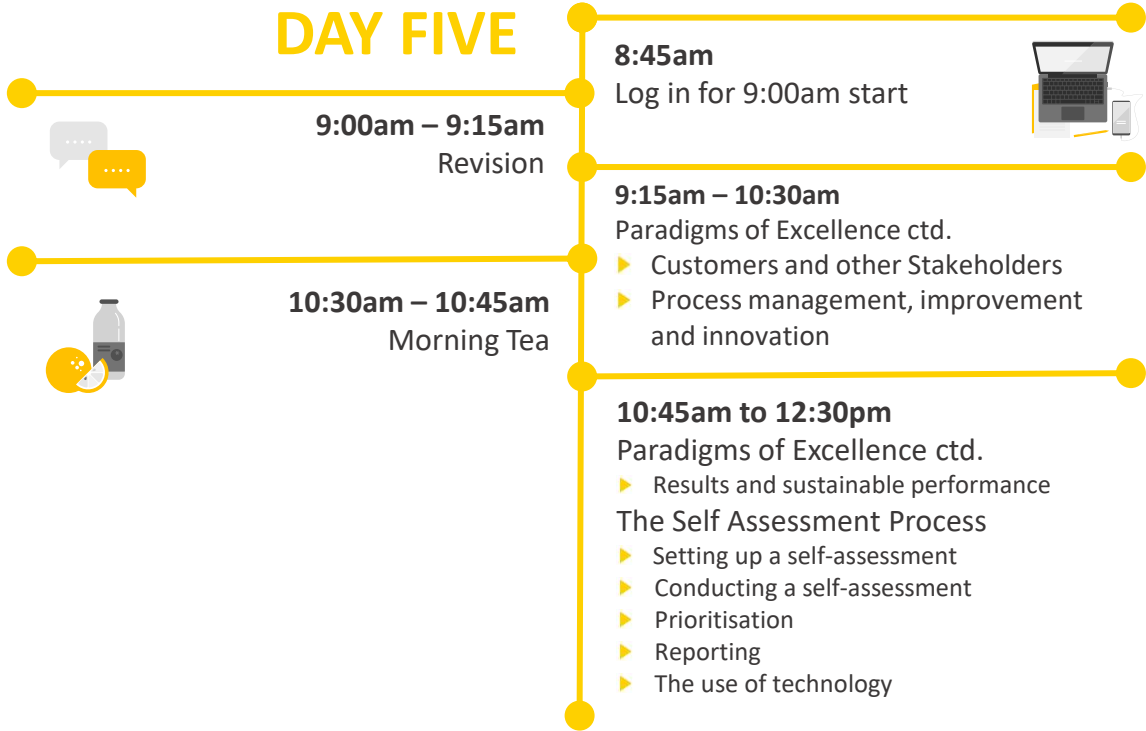 DAY FIVE
8:45am
Log in for 9:00am start
9:00am – 9:15am
Revision
9:15am – 10:30am
Paradigms of Excellence ctd.
Customers and other Stakeholders
Process management, improvement
and innovation
10:30am – 10:45am
Morning Tea
10:45am to 12:30pm
Paradigms of Excellence ctd.
Results and sustainable performance
The Self Assessment Process
Setting up a self-assessment
Conducting a self-assessment
Prioritisation
Reporting
The use of technology